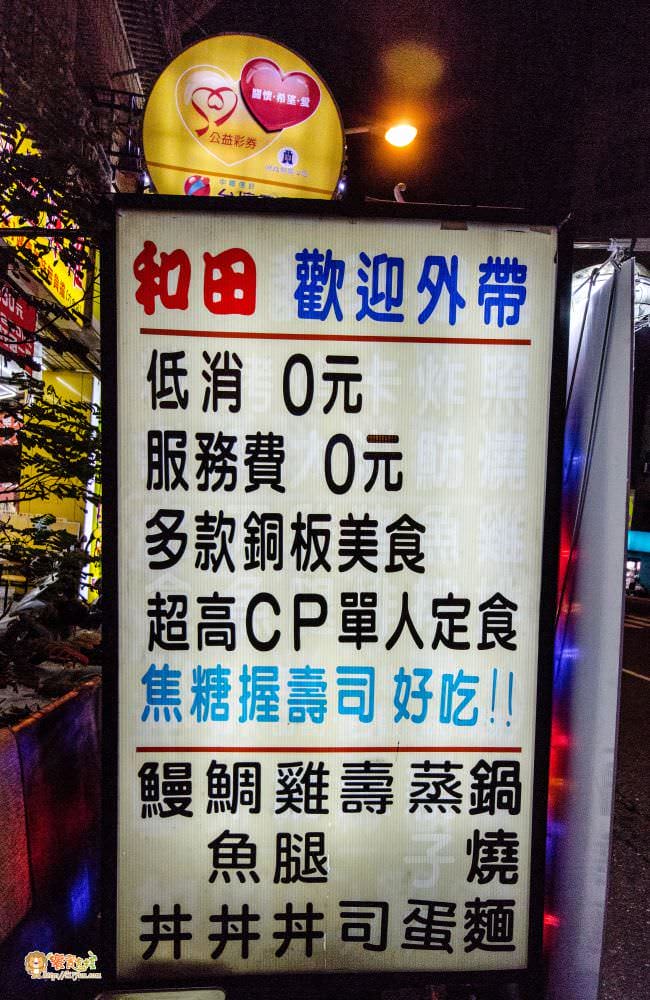 關懷·希望·愛
公益彩券
和田 歡迎外帶
低消 0元
服務費 0元
多款銅板美食
超高CP單人定食
焦糖握壽司 好吃!!
鰻丼
鯛魚丼
雞腿丼
壽司
蒸蛋
鍋燒麵